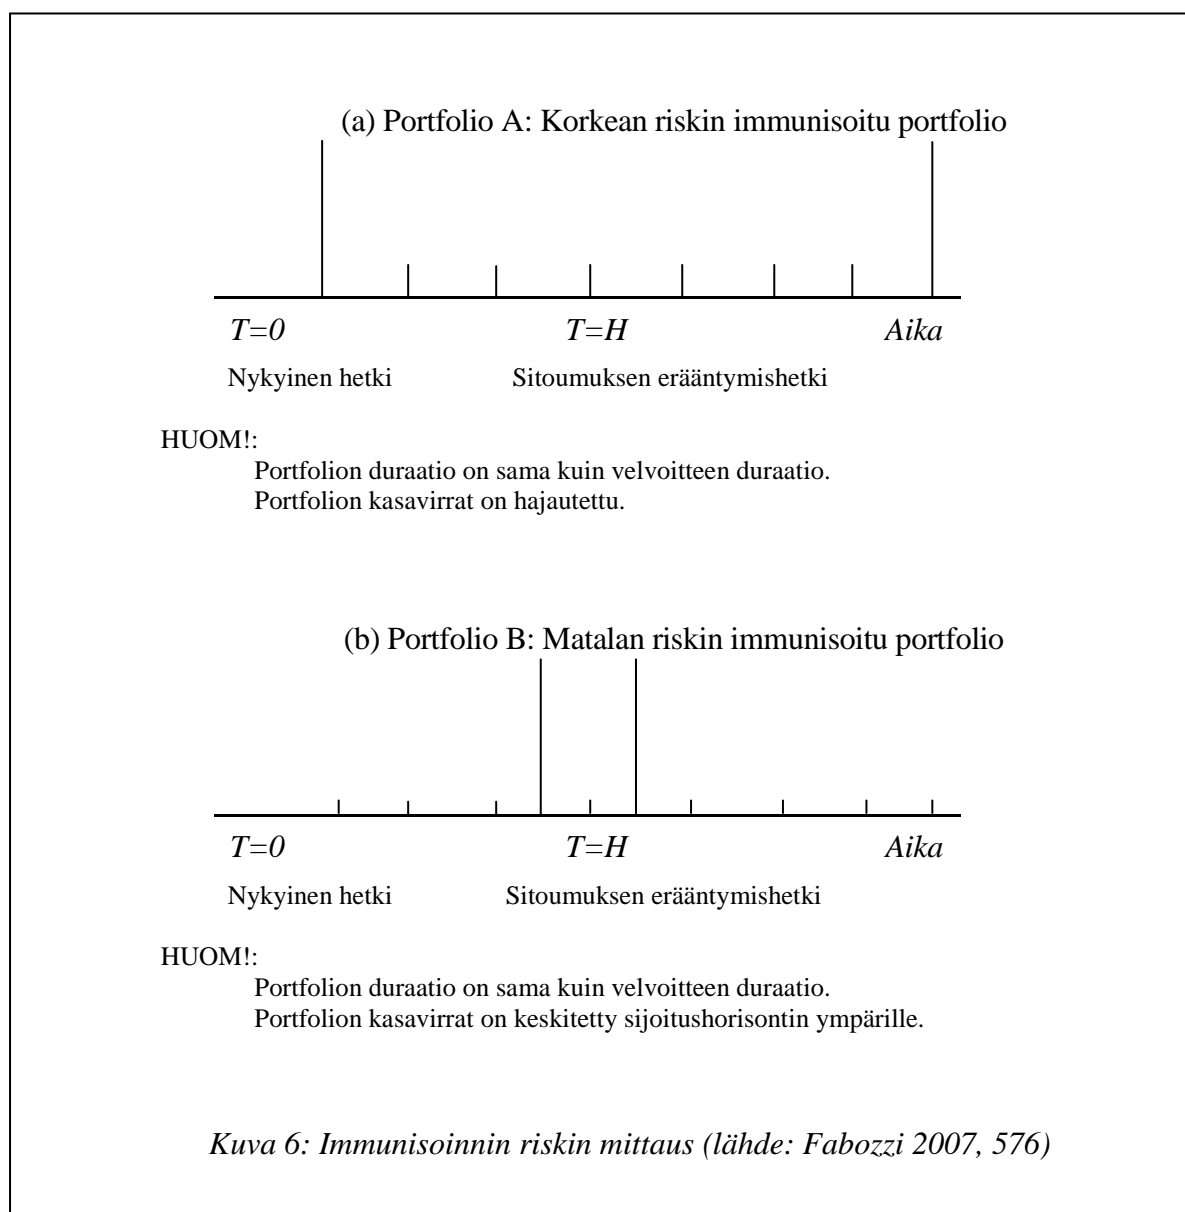 (a) Portfolio A: Korkean riskin immunisoitu portfolio
T=0 T=H Aika
Nykyinen hetki Sitoumuksen erääntymishetki
HUOM!:
Portfolion duraatio on sama kuin velvoitteen duraatio.
Portfolion kasavirrat on hajautettu.
(b) Portfolio B: Matalan riskin immunisoitu portfolio
T=0 T=H Aika
Nykyinen hetki Sitoumuksen erääntymishetki
HUOM!:
Portfolion duraatio on sama kuin velvoitteen duraatio.
Portfolion kasavirrat on keskitetty sijoitushorisontin ympärille.
Kuva 6: Immunisoinnin riskin mittaus (lähde: Fabozzi 2007, 576)